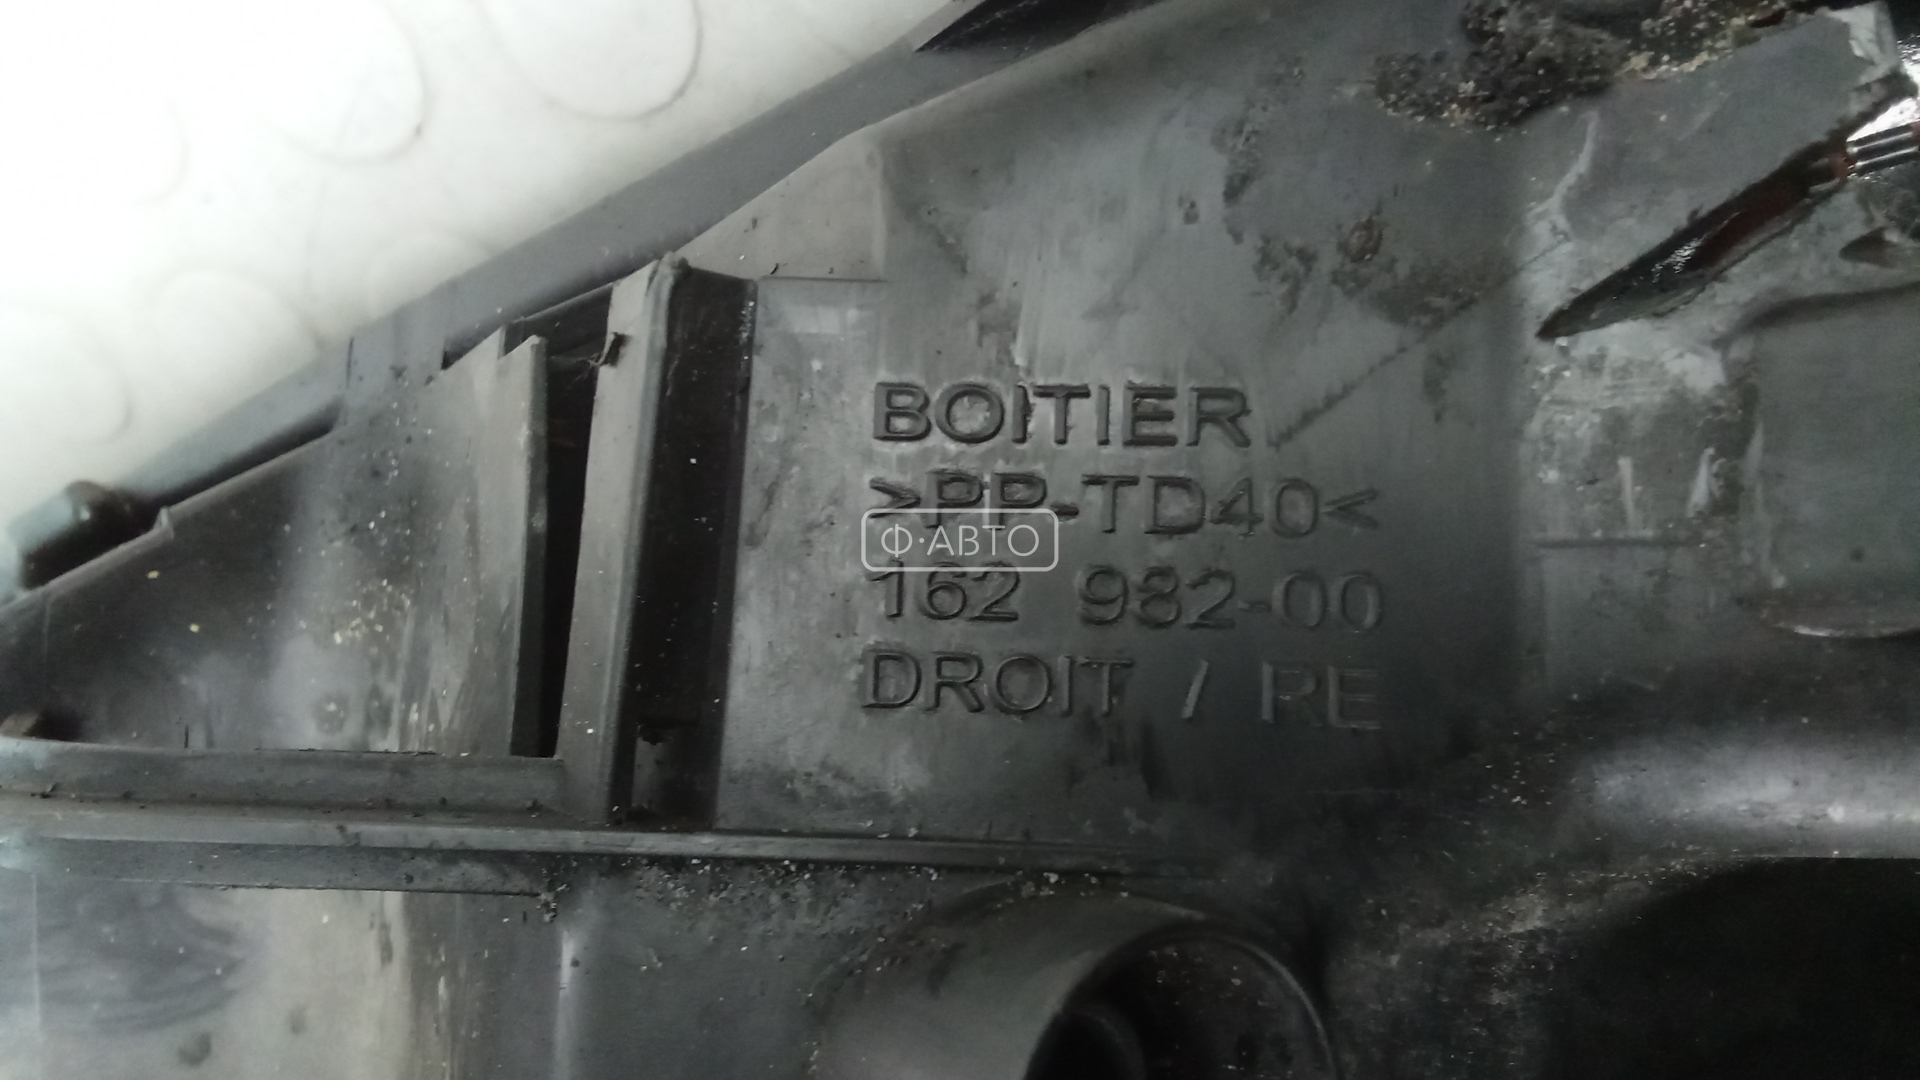 BOITIER
>PP-TD40<
Ф·АВТО
162 982-00
DROIT / RE